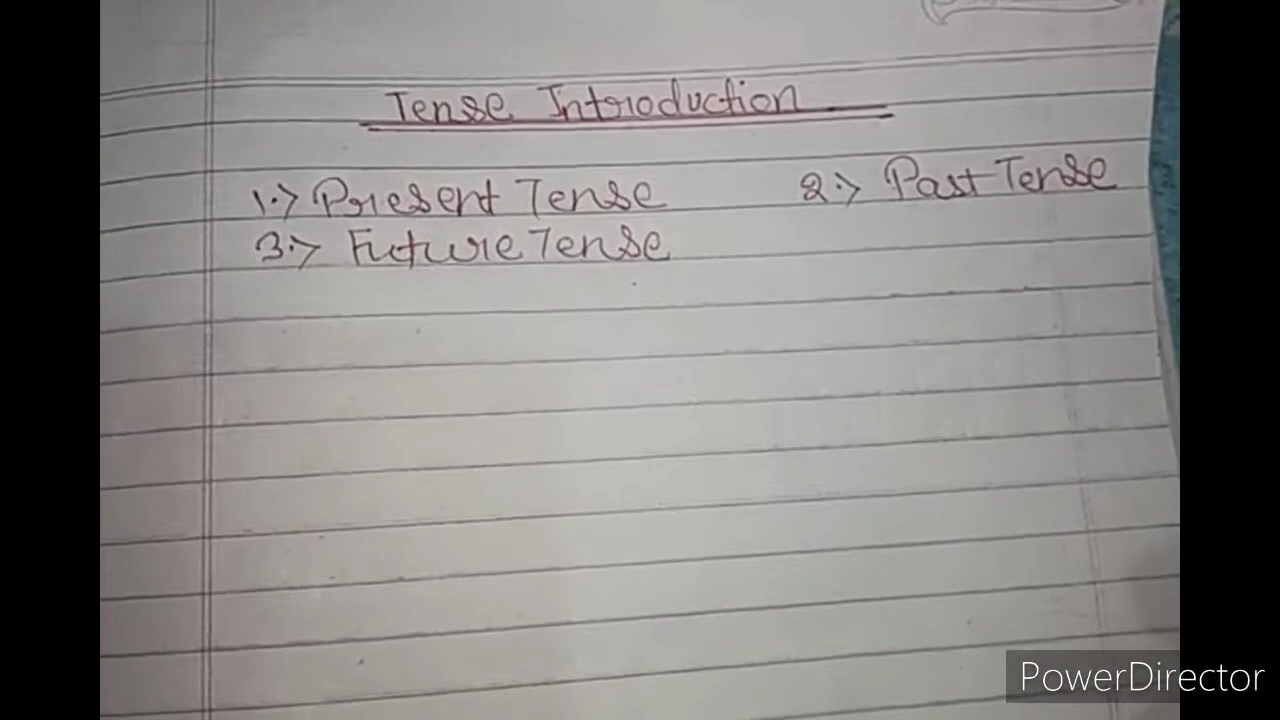 Tense Introduction
1.> Present Tense 2.> Past Tense
3.> Future Tense
PowerDirector